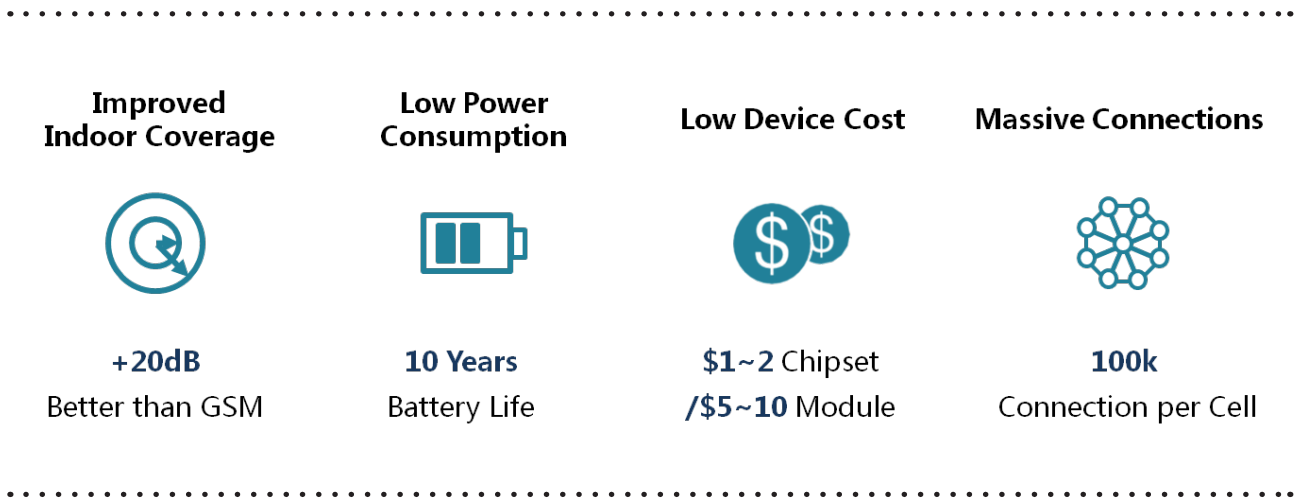 Improved
Indoor Coverage
+20dB
Better than GSM
Low Power
Consumption
10 Years
Battery Life
Low Device Cost
$ $
$1~2 Chipset
/$5~10 Module
Massive Connections
100k
Connection per Cell